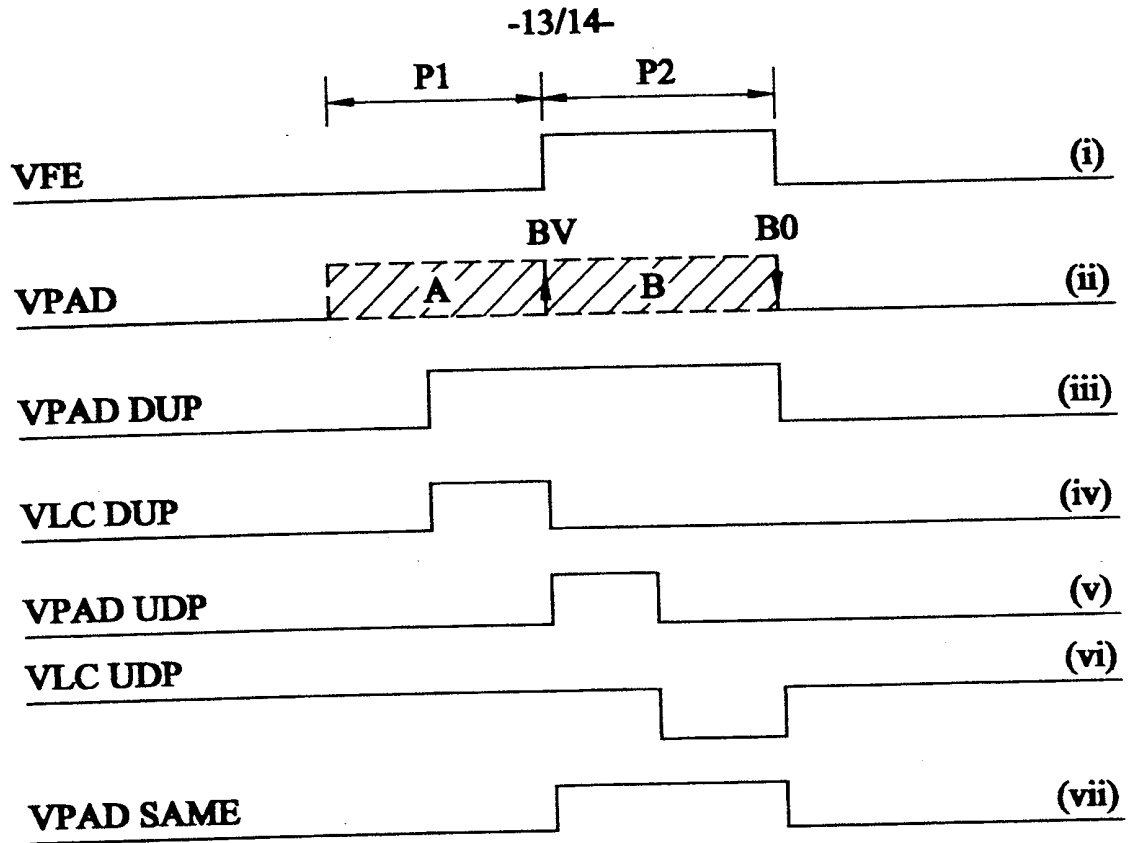 -13/14-
P1 P2
VFE (i)
BV B0
VPAD A B (ii)
VPAD DUP (iii)
VLC DUP (iv)
VPAD UDP (v)
VLC UDP (vi)
VPAD SAME (vii)